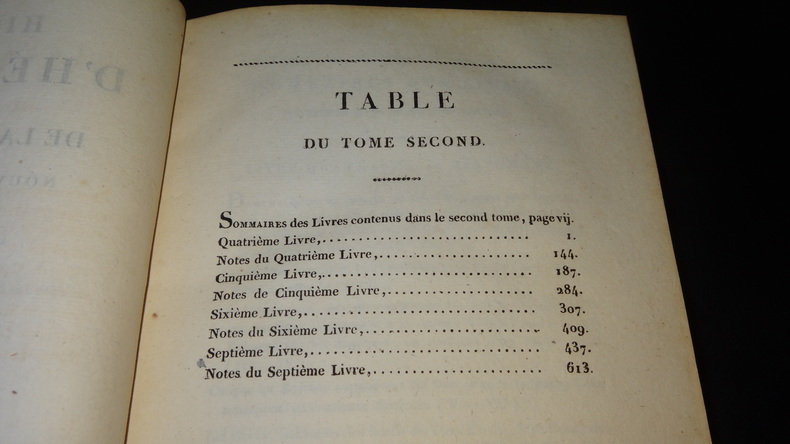 TABLE
DU TOME SECOND.
SOMMAIRES des Livres contenus dans le second tome, page vij.
Quatrième Livre,.............................. 1.
Notes du Quatrième Livre,.................... 144.
Cinquième Livre,............................ 187.
Notes de Cinquième Livre,................... 284.
Sixième Livre,.............................. 307.
Notes du Sixième Livre,...................... 409.
Septième Livre,............................. 437.
Notes du Septième Livre,.................... 613.